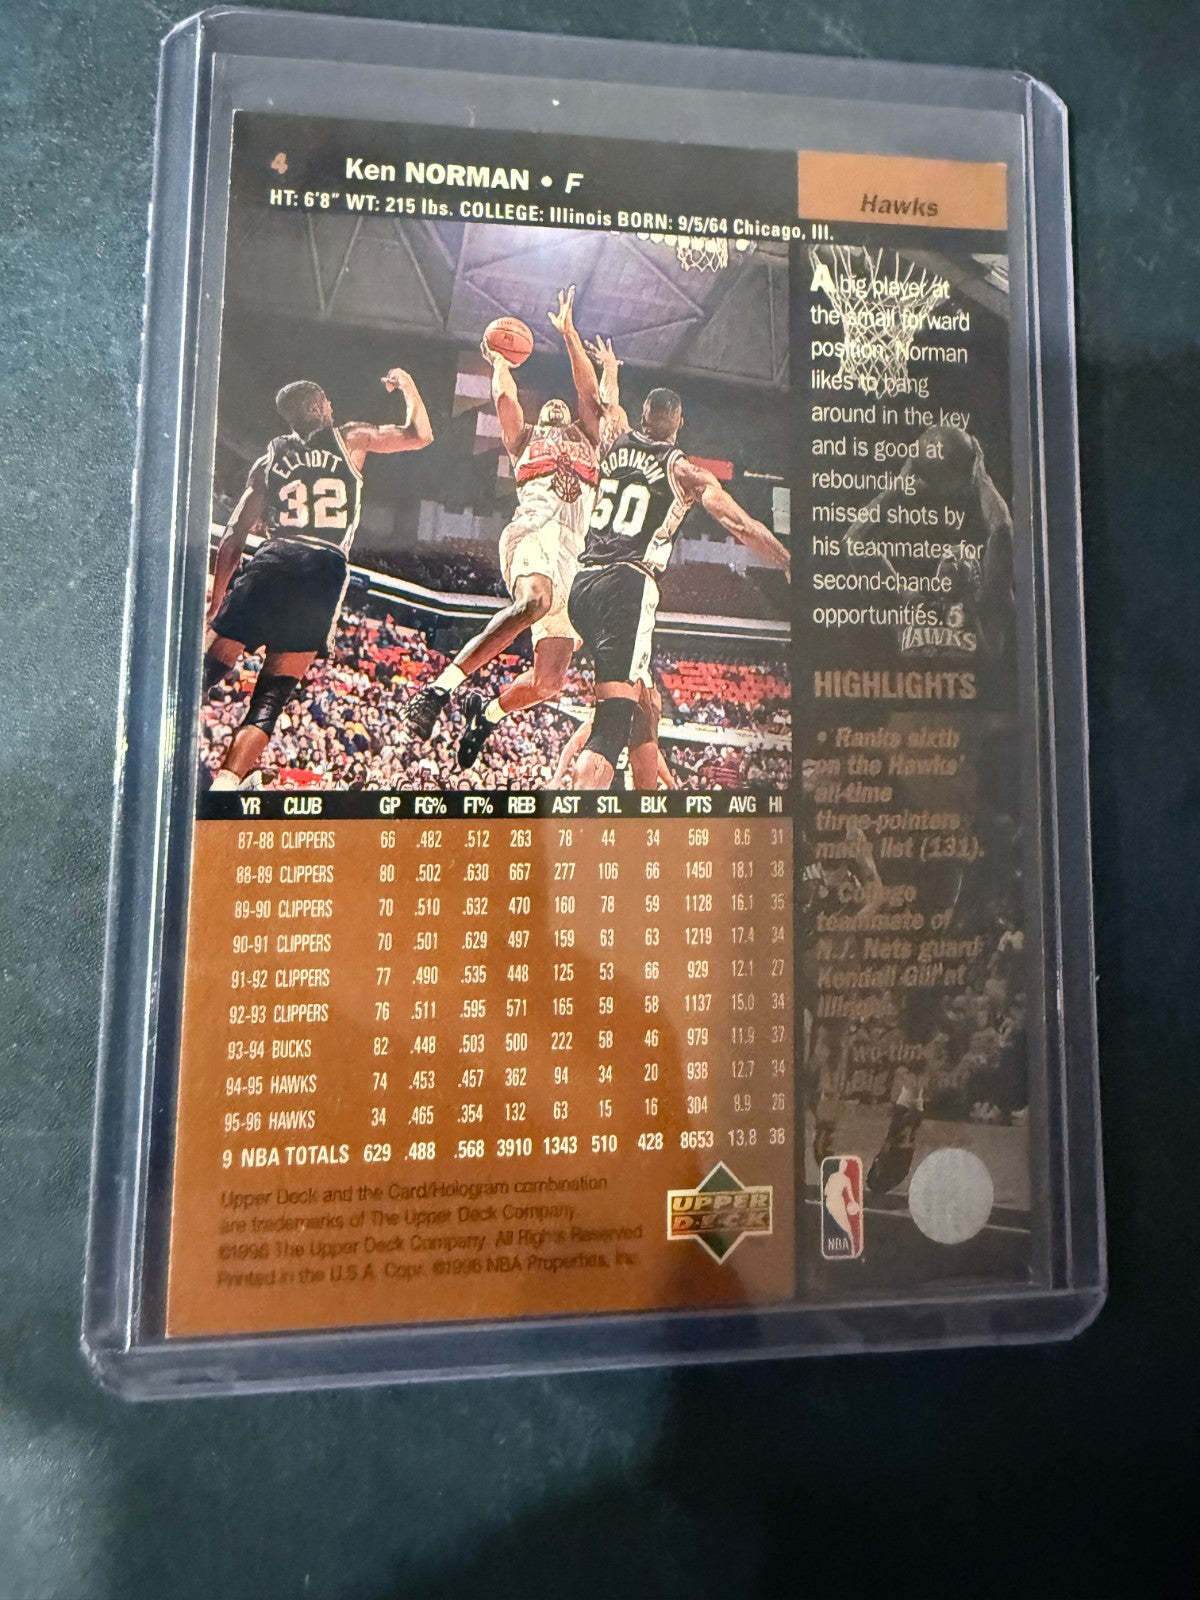 4
Ken NORMAN • F
HT: 6'8" WT: 215 lbs. COLLEGE: Illinois BORN: 9/5/64 Chicago, Ill.
Hawks
ELLIOTT
32
ROBINSON
50
A big player at
the small forward
position, Norman
likes to bang
around in the key
and is good at
rebounding
missed shots by
his teammates for
second-chance
opportunities.
5
HAWKS
HIGHLIGHTS
• Ranks sixth
on the Hawks'
all-time
three-pointers
made list (131).
• College
teammate of
N.J. Nets guard
Kendall Gill at
Illinois.
Two-time
All-Big
YR CLUB GP FG% FT% REB AST STL BLK PTS AVG HI
87-88 CLIPPERS 66 .482 .512 263 78 44 34 569 8.6 31
88-89 CLIPPERS 80 .502 .630 667 277 106 66 1450 18.1 38
89-90 CLIPPERS 70 .510 .632 470 160 78 59 1128 16.1 35
90-91 CLIPPERS 70 .501 .629 497 159 63 63 1219 17.4 34
91-92 CLIPPERS 77 .490 .535 448 125 53 66 929 12.1 27
92-93 CLIPPERS 76 .511 .595 571 165 59 58 1137 15.0 34
93-94 BUCKS 82 .448 .503 500 222 58 46 979 11.9 37
94-95 HAWKS 74 .453 .457 362 94 34 20 938 12.7 34
95-96 HAWKS 34 .465 .354 132 63 15 16 304 8.9 26
9 NBA TOTALS 629 .488 .568 3910 1343 510 428 8653 13.8 38
Upper Deck and the Card/Hologram combination
are trademarks of The Upper Deck Company.
©1996 The Upper Deck Company. All Rights Reserved.
Printed in the U.S.A. Copr. ©1996 NBA Properties, Inc.
UPPER
DECK
NBA